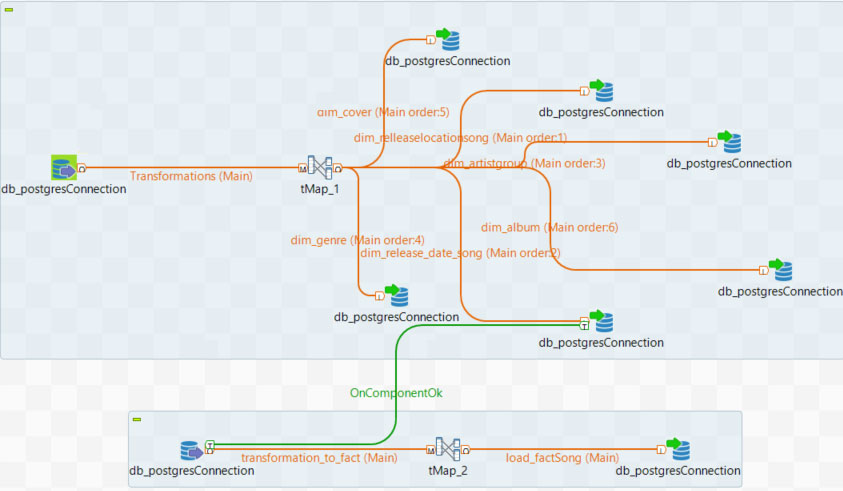 db_postgresConnection
db_postgresConnection
dim_cover (Main order:5)
dim_relleaselocationsong (Main order:1)
dim_artistgroup (Main order:3)
db_postgresConnection
db_postgresConnection
Transformations (Main)
tMap_1
dim_album (Main order:6)
dim_genre (Main order:4)
dim_release_date_song (Main order:2)
db_postgresConnection
db_postgresConnection
db_postgresConnection
OnComponentOk
transformation_to_fact (Main)
load_factSong (Main)
db_postgresConnection
tMap_2
db_postgresConnection